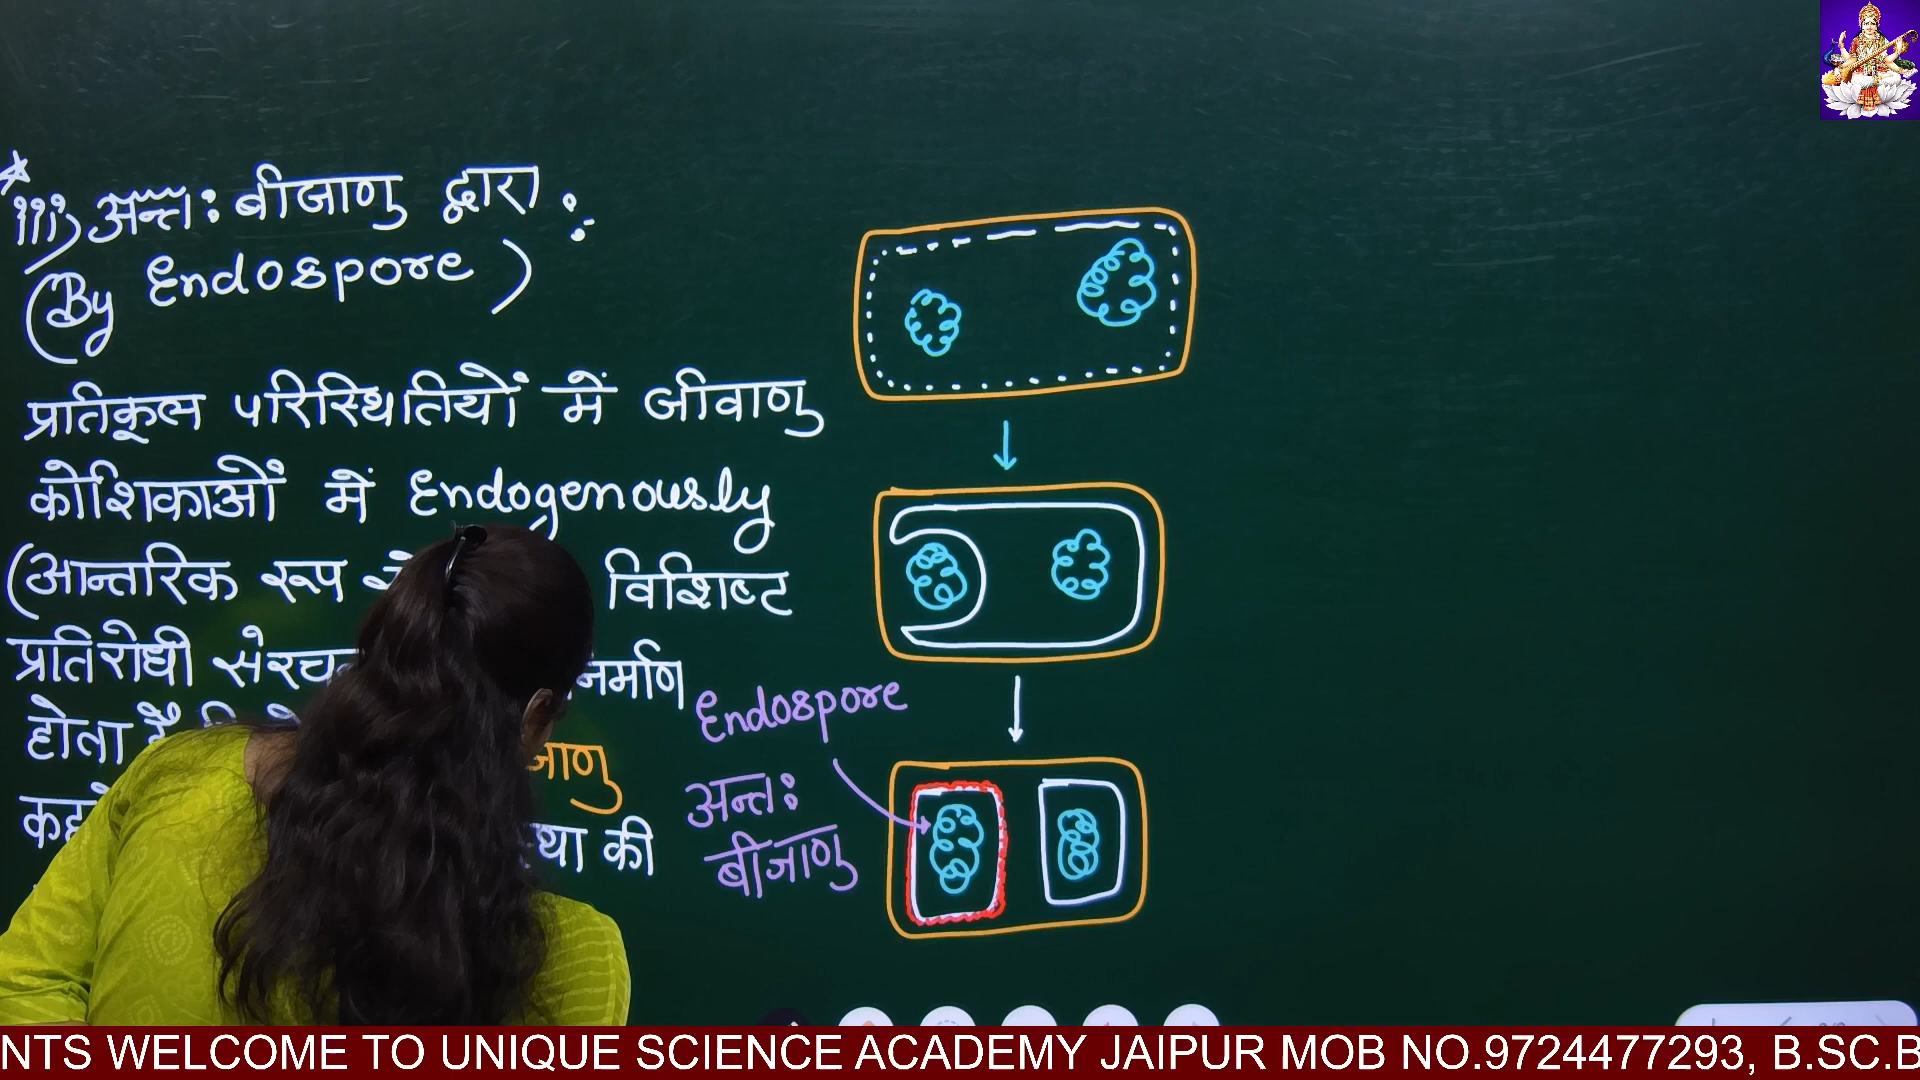 iii) अन्त: बीजाणु द्वारा :-
(By Endospore)
प्रतिकूल परिस्थितियों में जीवाणु
कोशिकाओं में Endogenously
(आन्तरिक रूप विशिष्ट
प्रतिरोधी
होता है
की
Endospore
अन्त:
बीजाणु
NTS WELCOME TO UNIQUE SCIENCE ACADEMY JAIPUR MOB NO.9724477293, B.SC.B